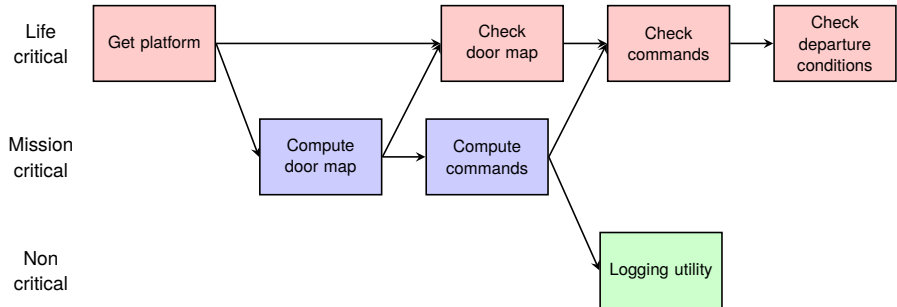 Life
critical
Get platform
Check
door map
Check
commands
Check
departure
conditions
Mission
critical
Compute
door map
Compute
commands
Non
critical
Logging utility